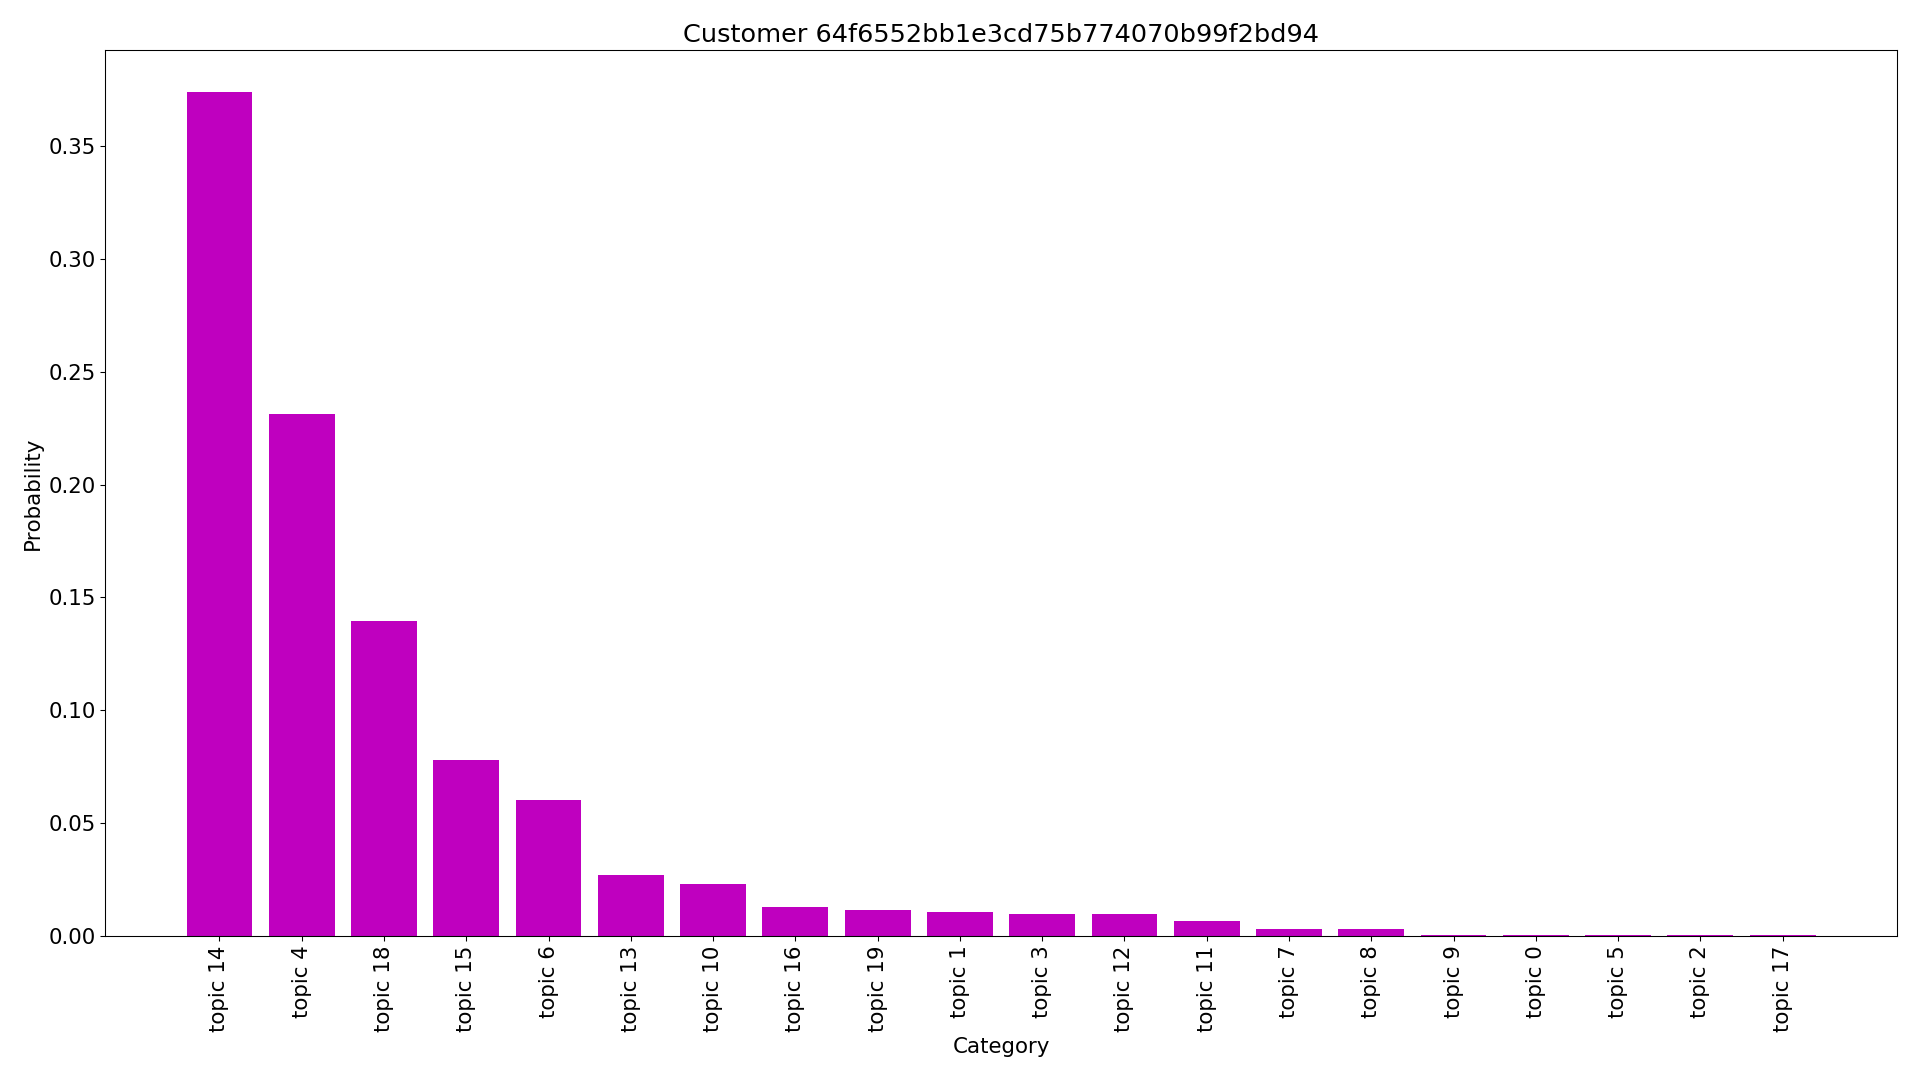 Customer 64f6552bb1e3cd75b774070b99f2bd94
Probability
0.35
0.30
0.25
0.20
0.15
0.10
0.05
0.00
topic 14
topic 4
topic 18
topic 15
topic 6
topic 13
topic 10
topic 16
topic 19
topic 1
topic 3
topic 12
topic 11
topic 7
topic 8
topic 9
topic 0
topic 5
topic 2
topic 17
Category